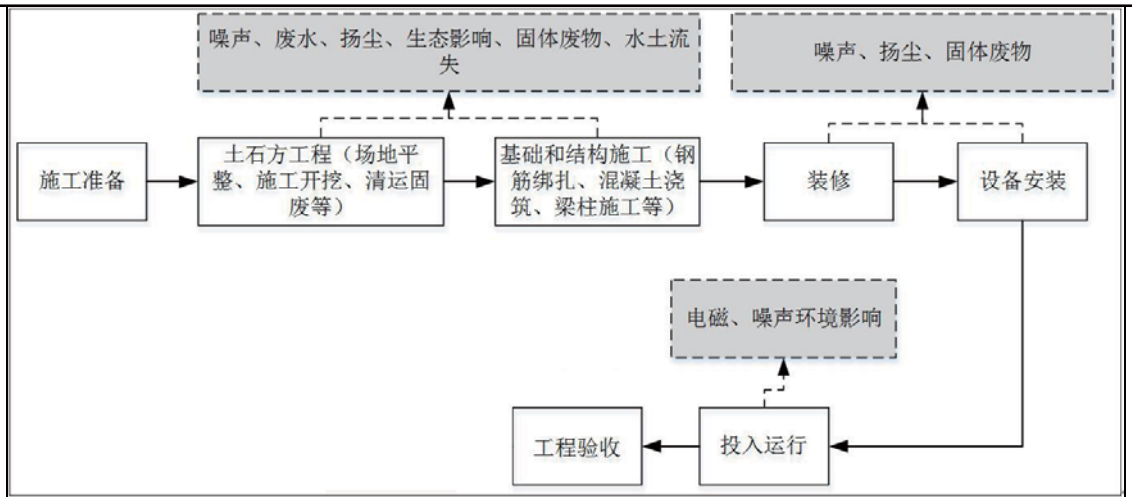 噪声、废水、扬尘、生态影响、固体废物、水土流
失
噪声、扬尘、固体废物
施工准备
土石方工程（场地平
整、施工开挖、清运固
废等）
基础和结构施工（钢
筋绑扎、混凝土浇
筑、梁柱施工等）
装修
设备安装
电磁、噪声环境影响
工程验收
投入运行